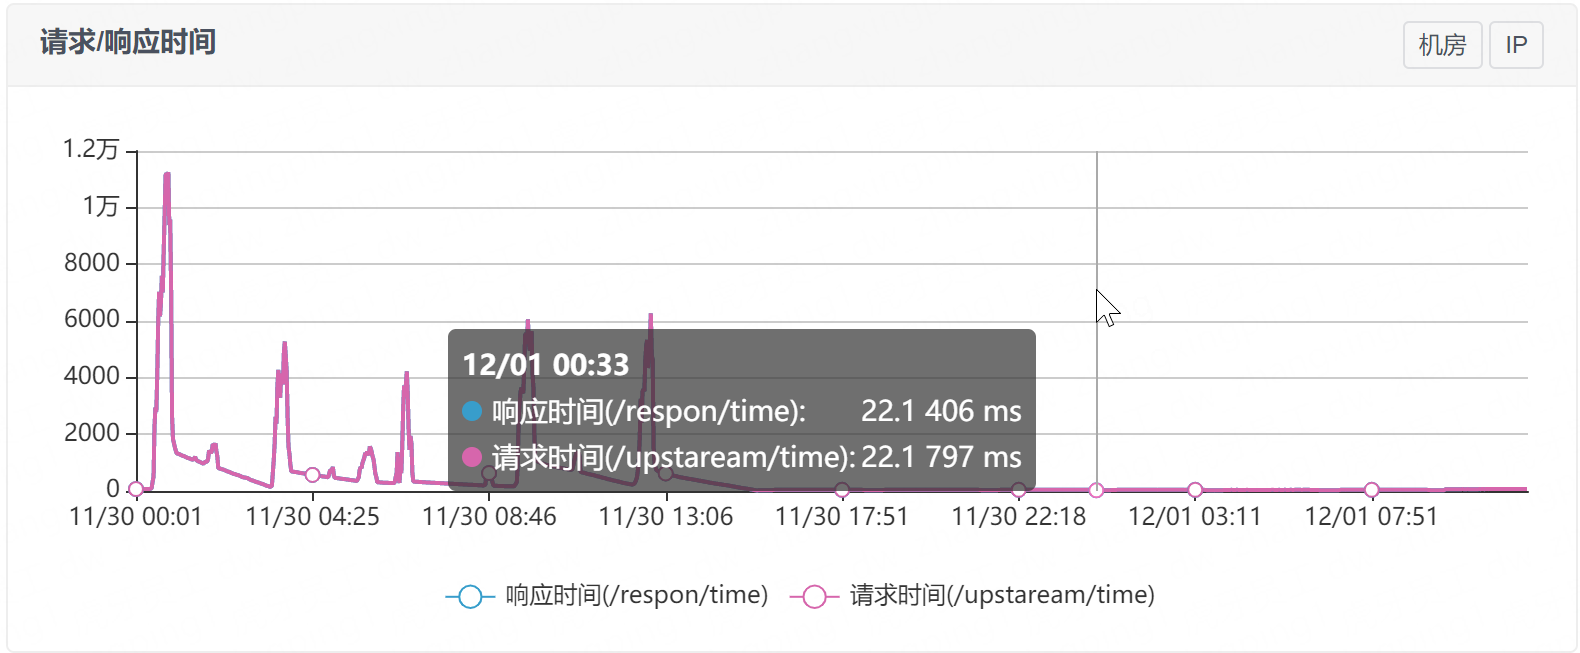 请求/响应时间
机房 IP
1.2万
1万
8000
6000
4000
2000
0
12/01 00:33
响应时间(/respon/time): 22.1 406 ms
请求时间(/upstaream/time): 22.1 797 ms
11/30 00:01 11/30 04:25 11/30 08:46 11/30 13:06 11/30 17:51 11/30 22:18 12/01 03:11 12/01 07:51
响应时间(/respon/time) 请求时间(/upstaream/time)